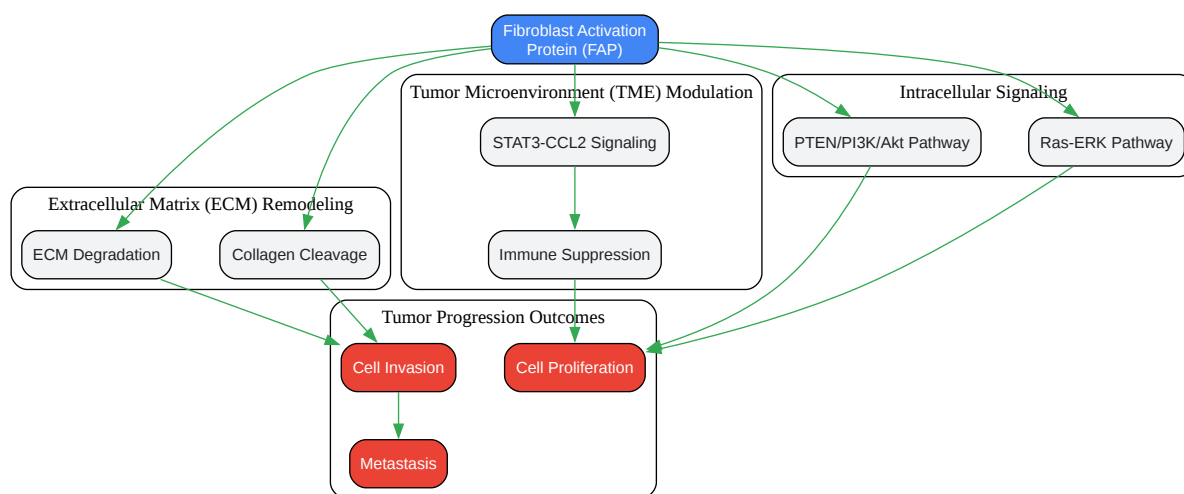 Fibroblast Activation
Protein (FAP)
Tumor Microenvironment (TME) Modulation
Intracellular Signaling
STAT3-CCL2 Signaling
PTEN/PI3K/Akt Pathway
Ras-ERK Pathway
Extracellular Matrix (ECM) Remodeling
ECM Degradation
Collagen Cleavage
Immune Suppression
Tumor Progression Outcomes
Cell Invasion
Cell Proliferation
Metastasis